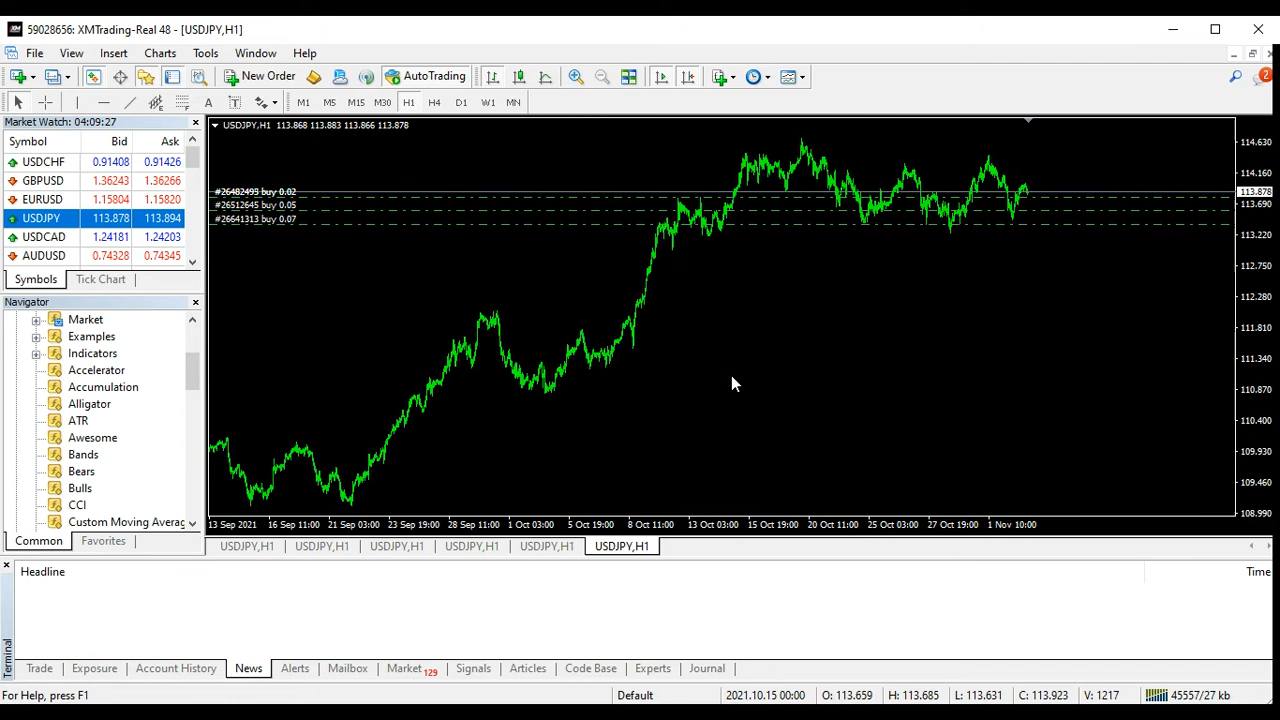 59028656: XMTrading-Real 48 - [USDJPY,H1]
File View Insert Charts Tools Window Help
2
New Order AutoTrading
A T M1 M5 M15 M30 H1 H4 D1 W1 MN
Market Watch: 04:09:27
Symbol Bid Ask
USDCHF 0.91408 0.91426
GBPUSD 1.36243 1.36266
EURUSD 1.15804 1.15820
USDJPY 113.878 113.894
USDCAD 1.24181 1.24203
AUDUSD 0.74328 0.74345
Symbols Tick Chart
Navigator
Market
Examples
Indicators
Accelerator
Accumulation
Alligator
ATR
Awesome
Bands
Bears
Bulls
CCI
Custom Moving Averag
Common Favorites
USDJPY,H1 113.868 113.883 113.866 113.878
#26482495 buy 0.02
#26512645 buy 0.05
#26641313 buy 0.07
114.630
114.160
113.878
113.690
113.220
112.750
112.280
111.810
111.340
110.870
110.400
109.930
109.460
108.990
13 Sep 2021 16 Sep 11:00 21 Sep 03:00 23 Sep 19:00 28 Sep 11:00 1 Oct 03:00 5 Oct 19:00 8 Oct 11:00 13 Oct 03:00 15 Oct 19:00 20 Oct 11:00 25 Oct 03:00 27 Oct 19:00 1 Nov 10:00
USDJPY,H1 USDJPY,H1 USDJPY,H1 USDJPY,H1 USDJPY,H1 USDJPY,H1
Headline Time
Terminal
Trade Exposure Account History News Alerts Mailbox Market 129 Signals Articles Code Base Experts Journal
For Help, press F1 Default 2021.10.15 00:00 O: 113.659 H: 113.685 L: 113.631 C: 113.923 V: 1217 45557/27 kb